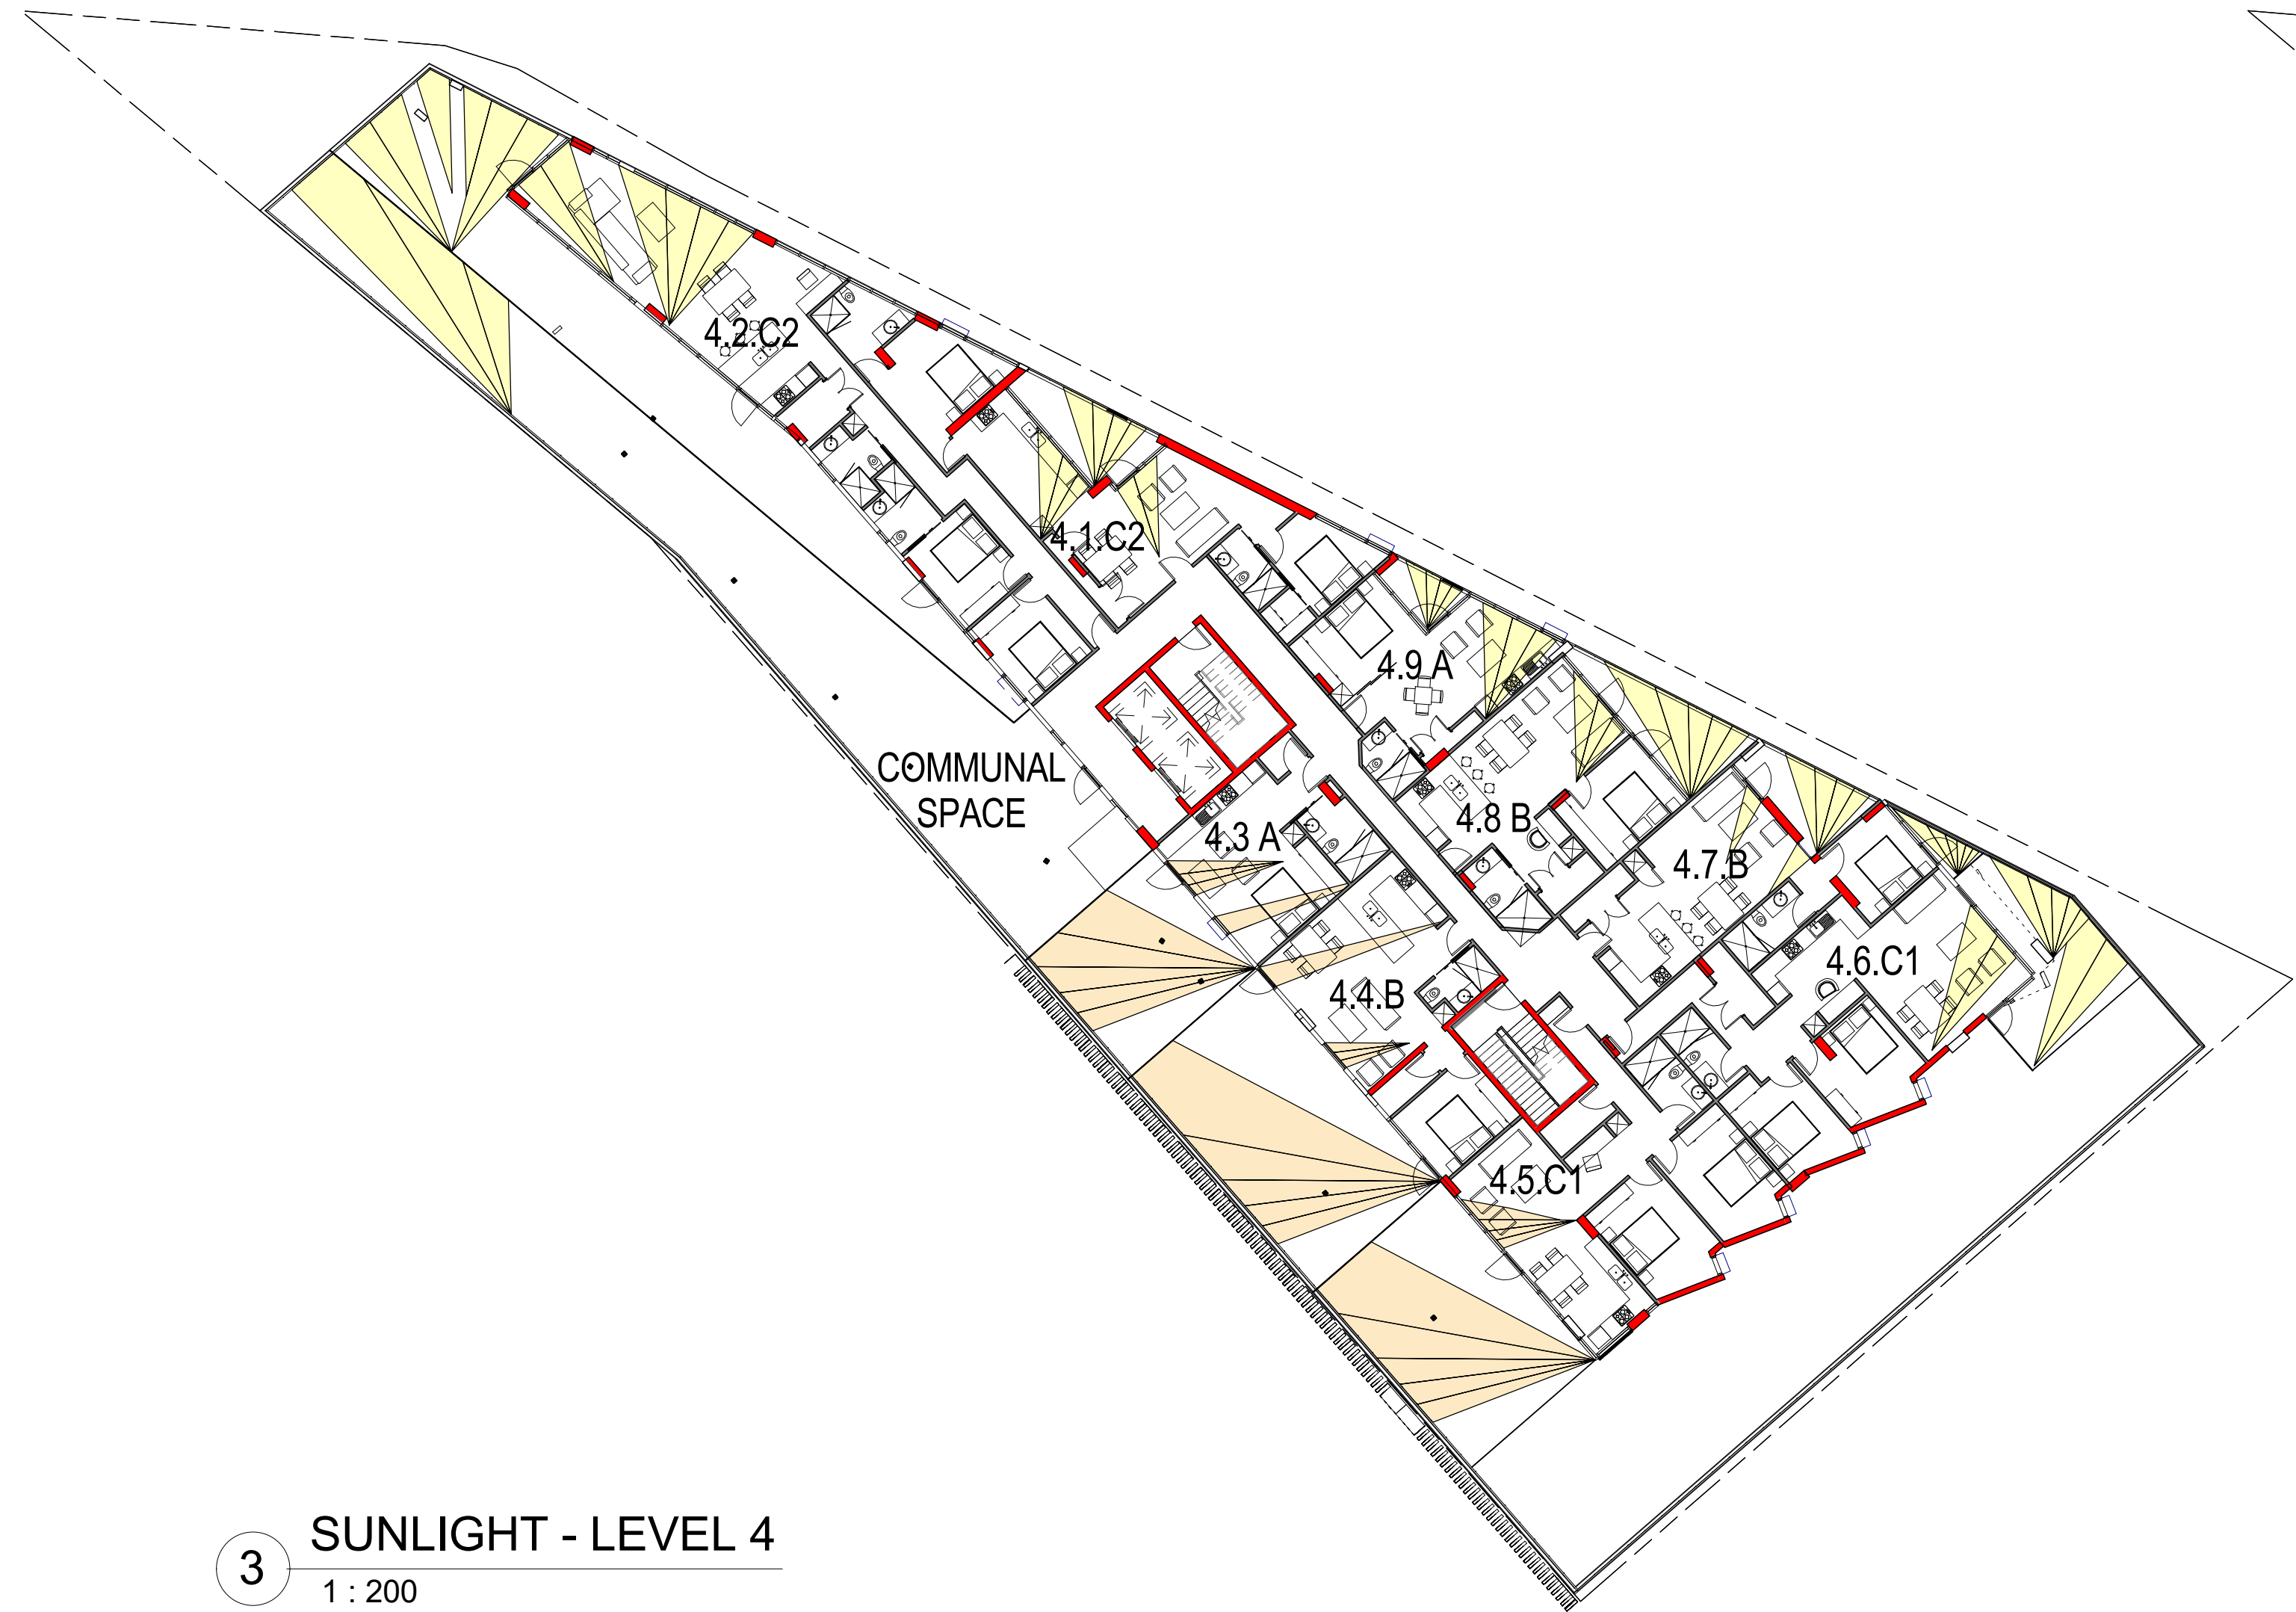 4.2.C2
4.1.C2
4.9 A
COMMUNAL
SPACE
4.3 A
4.8 B
4.7.B
4.6.C1
4.4.B
4.5.C1
3
SUNLIGHT - LEVEL 4
1 : 200